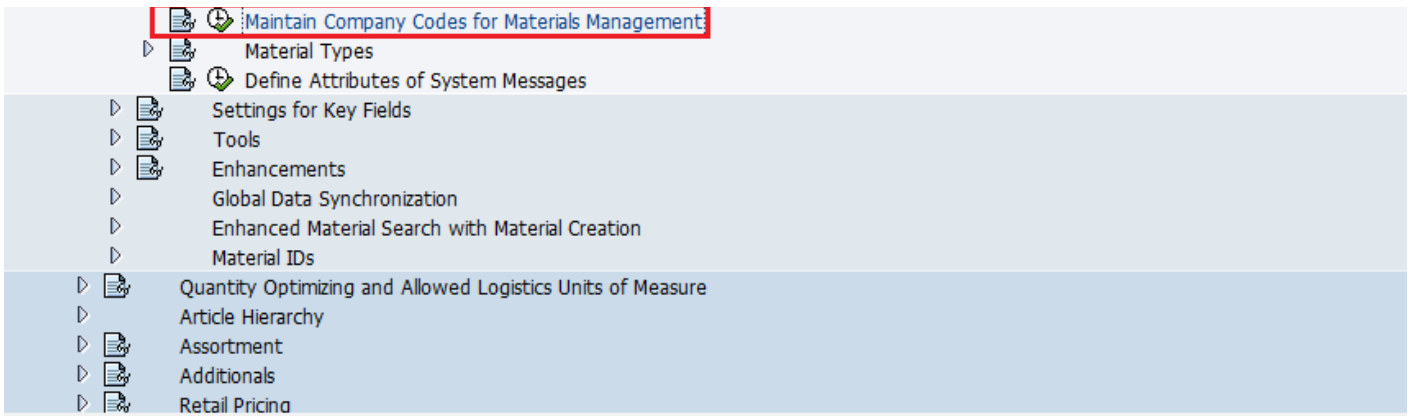 Maintain Company Codes for Materials Management
Material Types
Define Attributes of System Messages
Settings for Key Fields
Tools
Enhancements
Global Data Synchronization
Enhanced Material Search with Material Creation
Material IDs
Quantity Optimizing and Allowed Logistics Units of Measure
Article Hierarchy
Assortment
Additionals
Retail Pricing